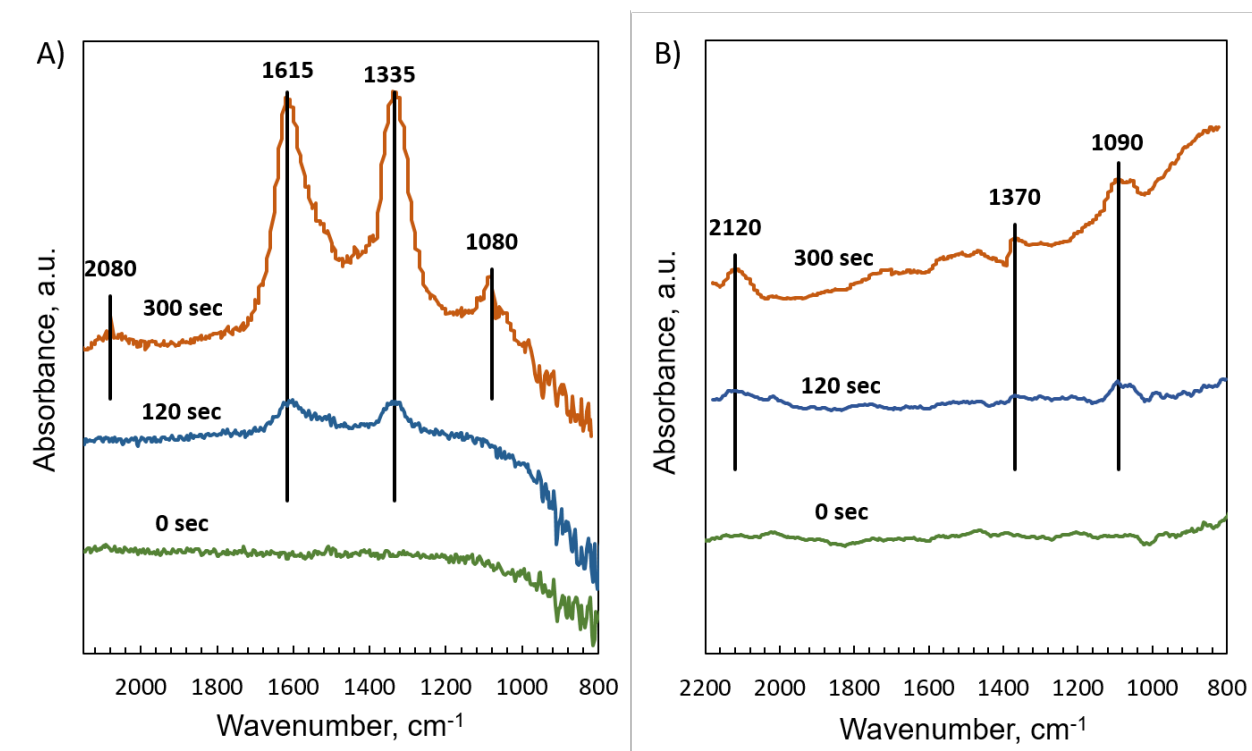 A)
1615
1335
2080
1080
300 sec
120 sec
0 sec
Absorbance, a.u.
2000 1800 1600 1400 1200 1000 800
Wavenumber, cm⁻¹
B)
1090
1370
2120
300 sec
120 sec
0 sec
Absorbance, a.u.
2200 2000 1800 1600 1400 1200 1000 800
Wavenumber, cm⁻¹